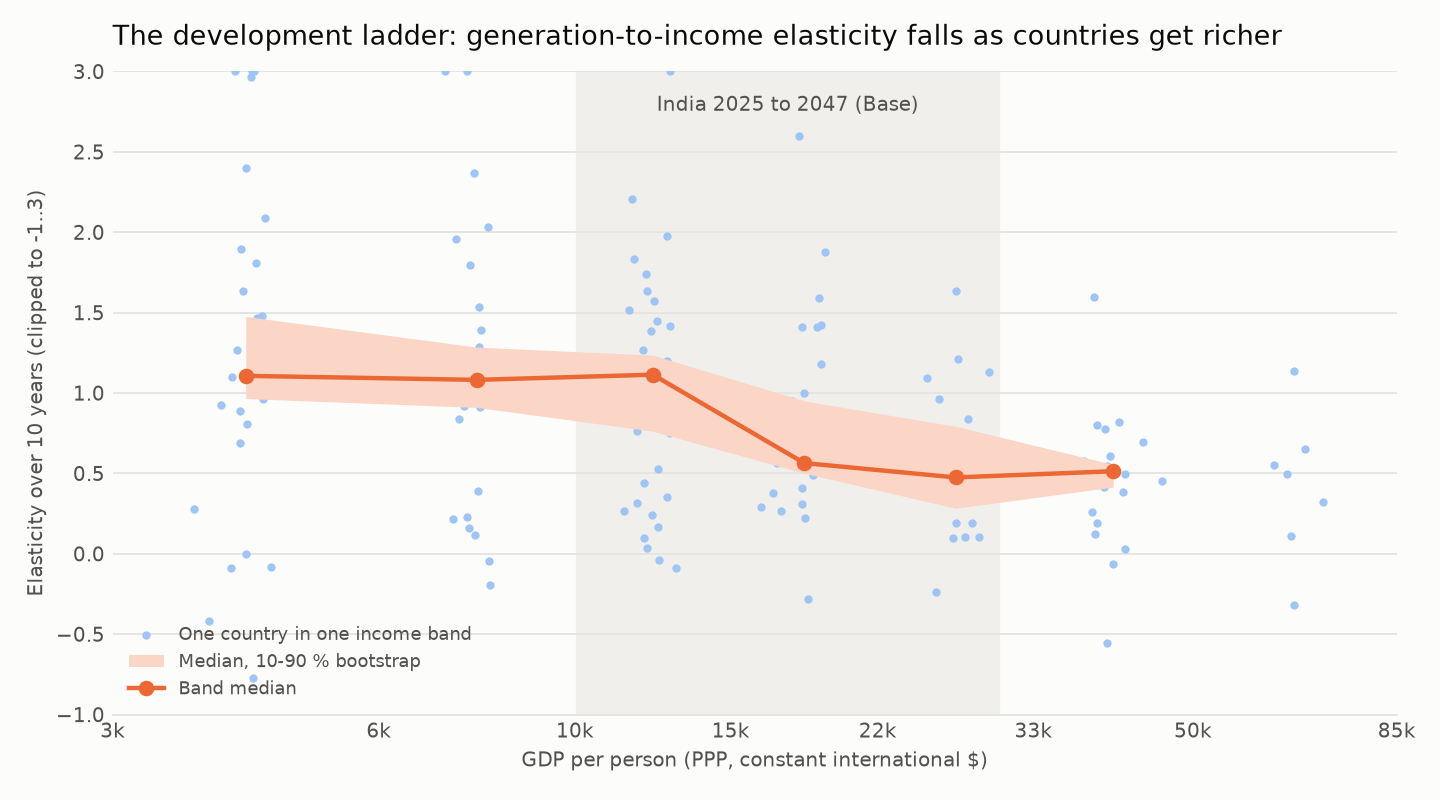 The development ladder: generation-to-income elasticity falls as countries get richer
3.0
2.5
2.0
1.5
1.0
0.5
0.0
−0.5
−1.0
Elasticity over 10 years (clipped to -1..3)
India 2025 to 2047 (Base)
One country in one income band
Median, 10-90 % bootstrap
Band median
3k
6k
10k
15k
22k
33k
50k
85k
GDP per person (PPP, constant international $)